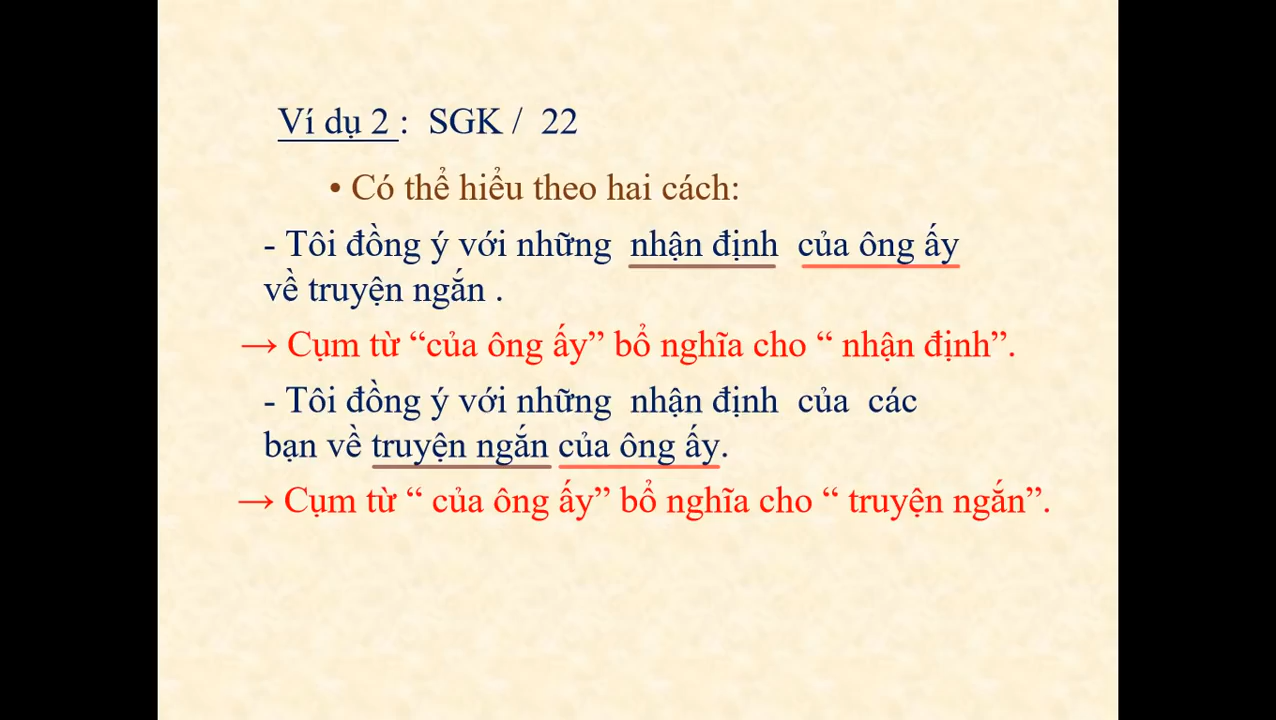 Ví dụ 2 : SGK / 22
• Có thể hiểu theo hai cách:
- Tôi đồng ý với những nhận định của ông ấy
về truyện ngắn .
→ Cụm từ “của ông ấy” bổ nghĩa cho “ nhận định”.
- Tôi đồng ý với những nhận định của các
bạn về truyện ngắn của ông ấy.
→ Cụm từ “ của ông ấy” bổ nghĩa cho “ truyện ngắn”.